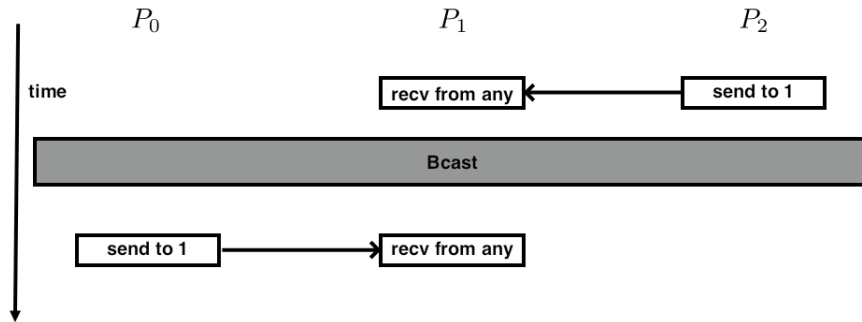 P₀ P₁ P₂
time
recv from any send to 1
Bcast
send to 1 recv from any